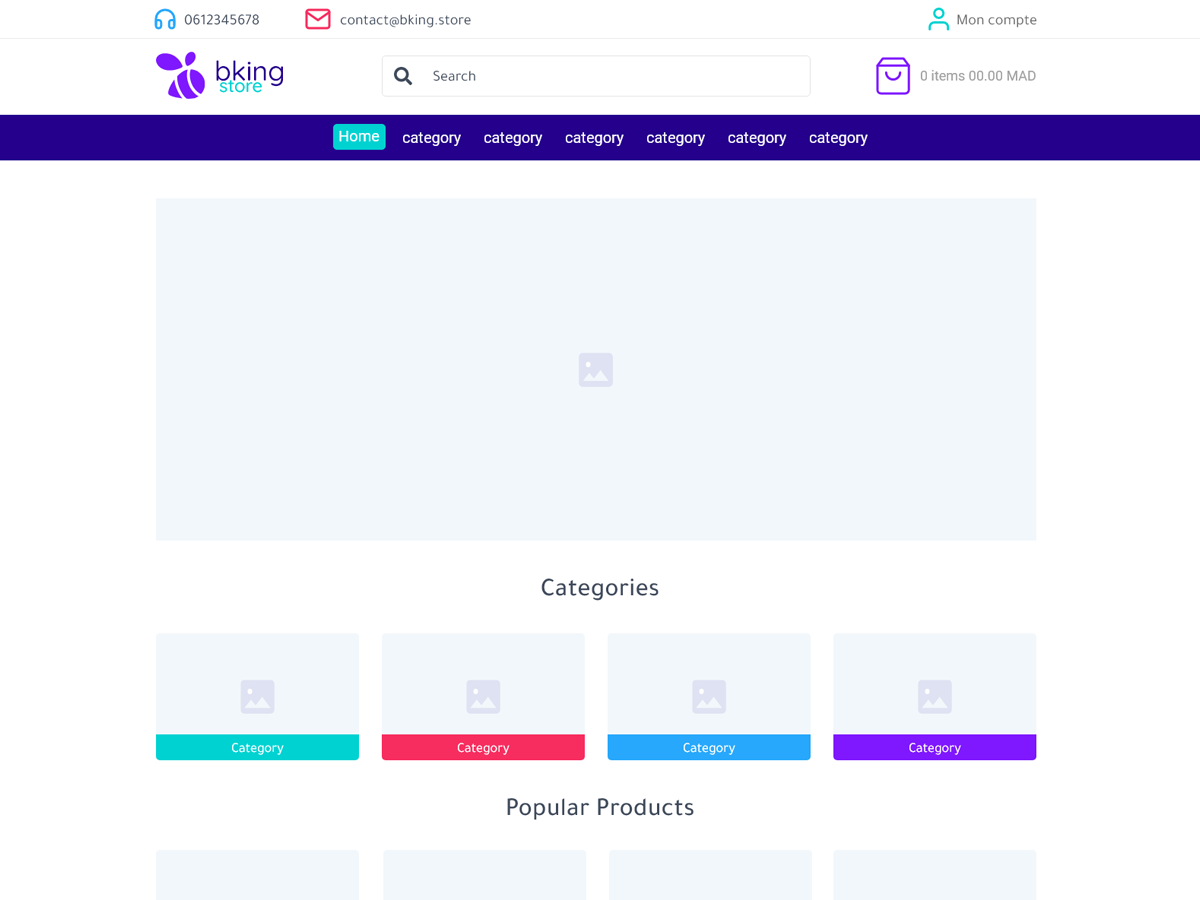 0612345678 contact@bking.store Mon compte
bking
store
Search
0 items 00.00 MAD
Home category category category category category category
Categories
Category Category Category Category
Popular Products